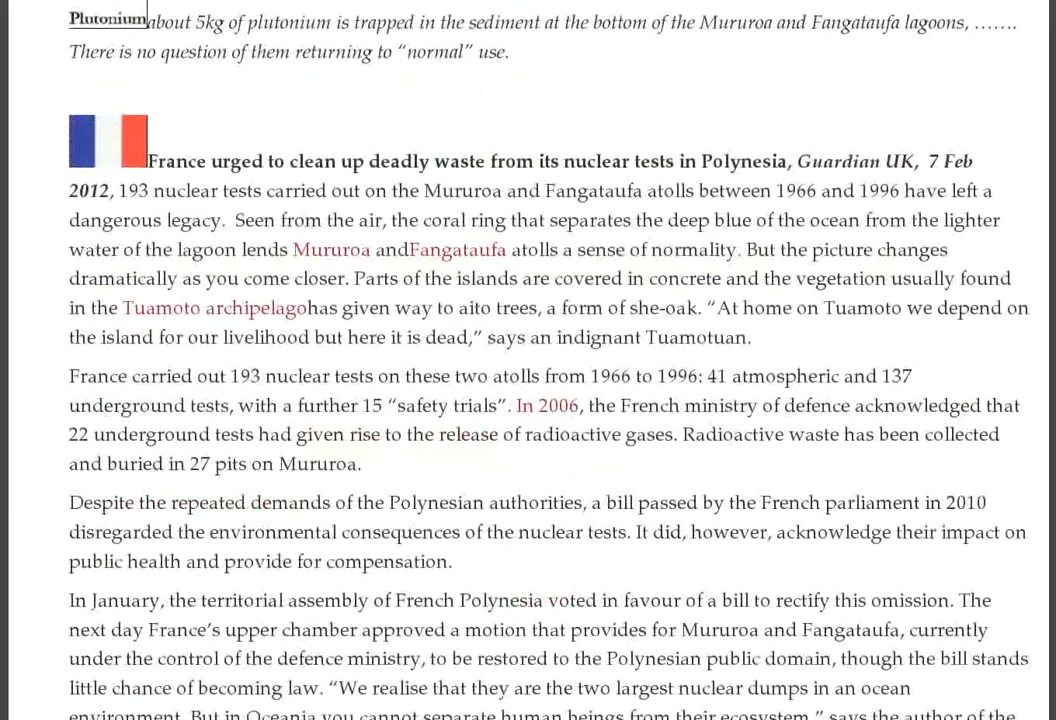 Plutonium about 5kg of plutonium is trapped in the sediment at the bottom of the Mururoa and Fangataufa lagoons, …….
There is no question of them returning to “normal” use.
France urged to clean up deadly waste from its nuclear tests in Polynesia, Guardian UK, 7 Feb
2012, 193 nuclear tests carried out on the Mururoa and Fangataufa atolls between 1966 and 1996 have left a
dangerous legacy. Seen from the air, the coral ring that separates the deep blue of the ocean from the lighter
water of the lagoon lends Mururoa andFangataufa atolls a sense of normality. But the picture changes
dramatically as you come closer. Parts of the islands are covered in concrete and the vegetation usually found
in the Tuamoto archipelagohas given way to aito trees, a form of she-oak. “At home on Tuamoto we depend on
the island for our livelihood but here it is dead,” says an indignant Tuamotuan.
France carried out 193 nuclear tests on these two atolls from 1966 to 1996: 41 atmospheric and 137
underground tests, with a further 15 “safety trials”. In 2006, the French ministry of defence acknowledged that
22 underground tests had given rise to the release of radioactive gases. Radioactive waste has been collected
and buried in 27 pits on Mururoa.
Despite the repeated demands of the Polynesian authorities, a bill passed by the French parliament in 2010
disregarded the environmental consequences of the nuclear tests. It did, however, acknowledge their impact on
public health and provide for compensation.
In January, the territorial assembly of French Polynesia voted in favour of a bill to rectify this omission. The
next day France’s upper chamber approved a motion that provides for Mururoa and Fangataufa, currently
under the control of the defence ministry, to be restored to the Polynesian public domain, though the bill stands
little chance of becoming law. “We realise that they are the two largest nuclear dumps in an ocean
environment. But in Oceania you cannot separate human beings from their ecosystem,” says the author of the